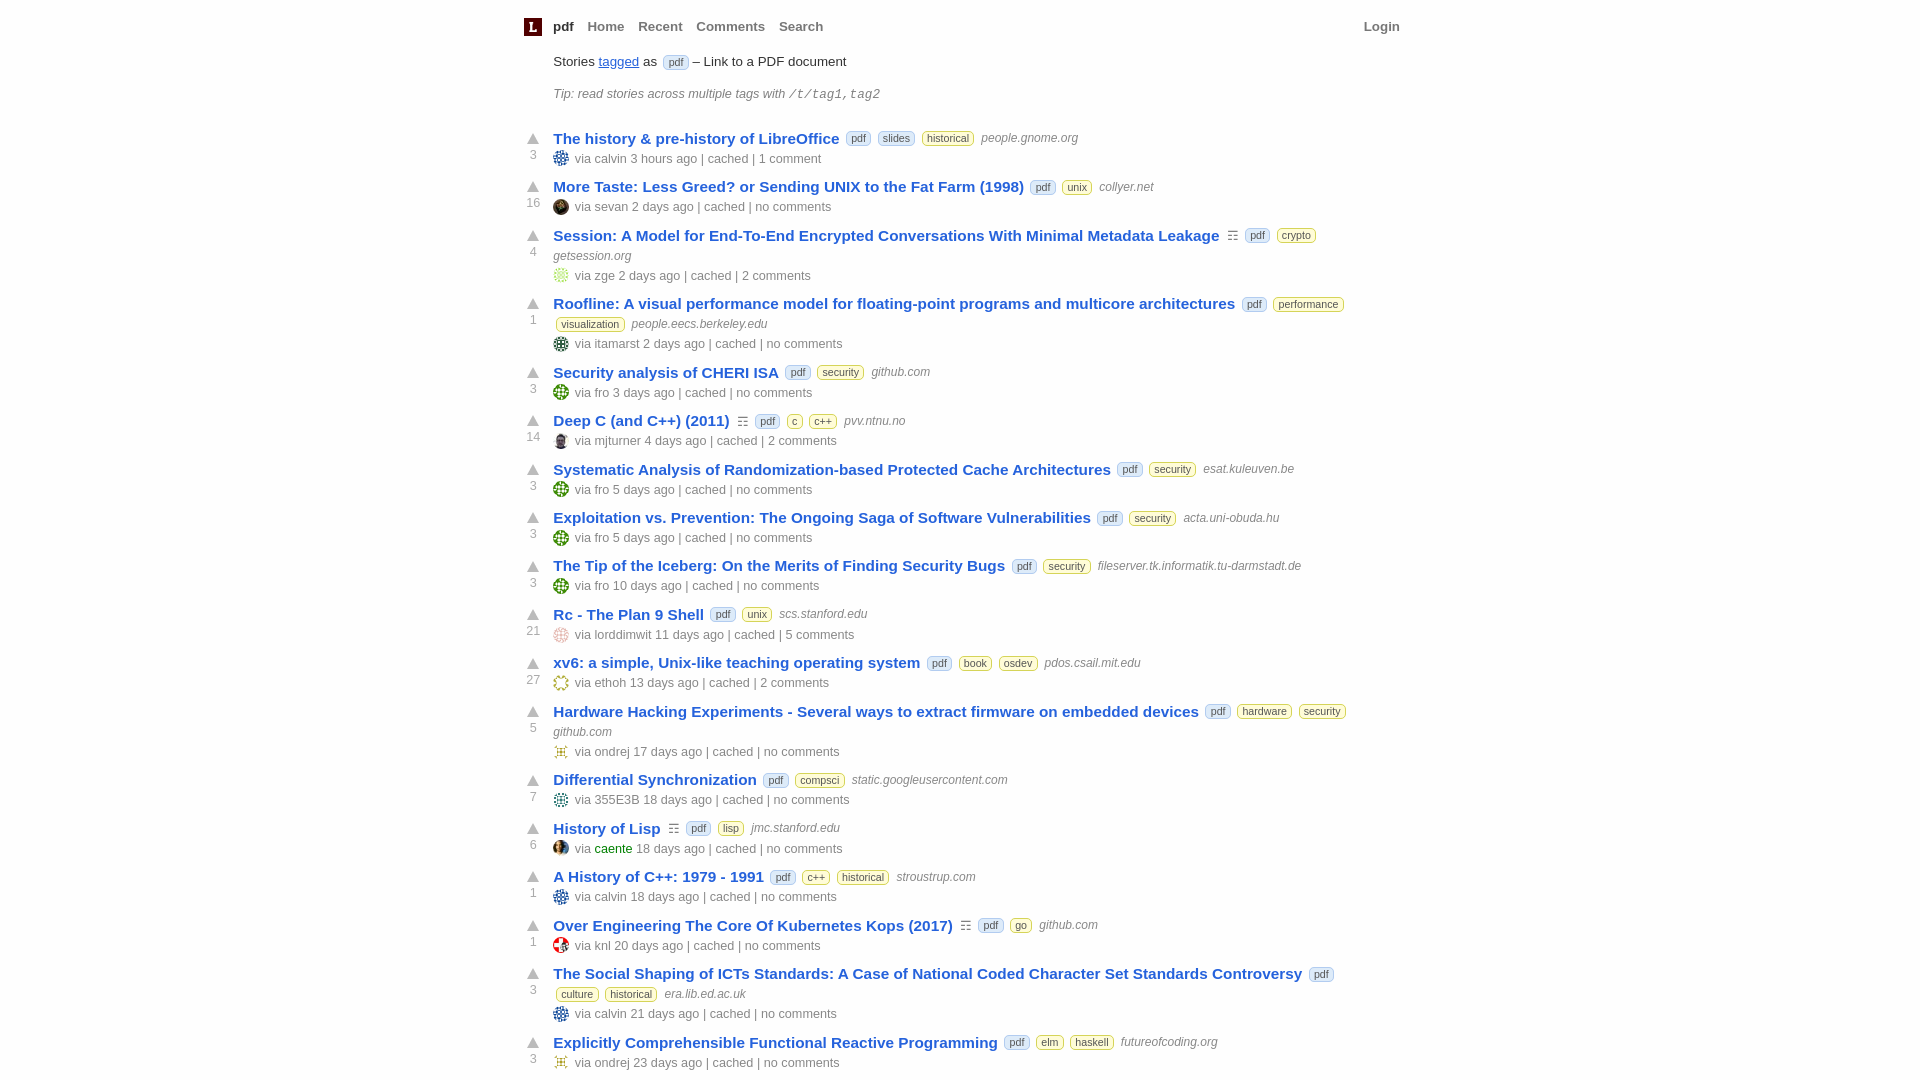 L pdf Home Recent Comments Search Login
Stories tagged as pdf – Link to a PDF document
Tip: read stories across multiple tags with /t/tag1,tag2
The history & pre-history of LibreOffice pdf slides historical people.gnome.org
3 via calvin 3 hours ago | cached | 1 comment
More Taste: Less Greed? or Sending UNIX to the Fat Farm (1998) pdf unix collyer.net
16 via sevan 2 days ago | cached | no comments
Session: A Model for End-To-End Encrypted Conversations With Minimal Metadata Leakage ☶ pdf crypto
4 getsession.org
via zge 2 days ago | cached | 2 comments
Roofline: A visual performance model for floating-point programs and multicore architectures pdf performance
1 visualization people.eecs.berkeley.edu
via itamarst 2 days ago | cached | no comments
Security analysis of CHERI ISA pdf security github.com
3 via fro 3 days ago | cached | no comments
Deep C (and C++) (2011) ☶ pdf c c++ pvv.ntnu.no
14 via mjturner 4 days ago | cached | 2 comments
Systematic Analysis of Randomization-based Protected Cache Architectures pdf security esat.kuleuven.be
3 via fro 5 days ago | cached | no comments
Exploitation vs. Prevention: The Ongoing Saga of Software Vulnerabilities pdf security acta.uni-obuda.hu
3 via fro 5 days ago | cached | no comments
The Tip of the Iceberg: On the Merits of Finding Security Bugs pdf security fileserver.tk.informatik.tu-darmstadt.de
3 via fro 10 days ago | cached | no comments
Rc - The Plan 9 Shell pdf unix scs.stanford.edu
21 via lorddimwit 11 days ago | cached | 5 comments
xv6: a simple, Unix-like teaching operating system pdf book osdev pdos.csail.mit.edu
27 via ethoh 13 days ago | cached | 2 comments
Hardware Hacking Experiments - Several ways to extract firmware on embedded devices pdf hardware security
5 github.com
via ondrej 17 days ago | cached | no comments
Differential Synchronization pdf compsci static.googleusercontent.com
7 via 355E3B 18 days ago | cached | no comments
History of Lisp ☶ pdf lisp jmc.stanford.edu
6 via caente 18 days ago | cached | no comments
A History of C++: 1979 - 1991 pdf c++ historical stroustrup.com
1 via calvin 18 days ago | cached | no comments
Over Engineering The Core Of Kubernetes Kops (2017) ☶ pdf go github.com
1 via knl 20 days ago | cached | no comments
The Social Shaping of ICTs Standards: A Case of National Coded Character Set Standards Controversy pdf
3 culture historical era.lib.ed.ac.uk
via calvin 21 days ago | cached | no comments
Explicitly Comprehensible Functional Reactive Programming pdf elm haskell futureofcoding.org
3 via ondrej 23 days ago | cached | no comments